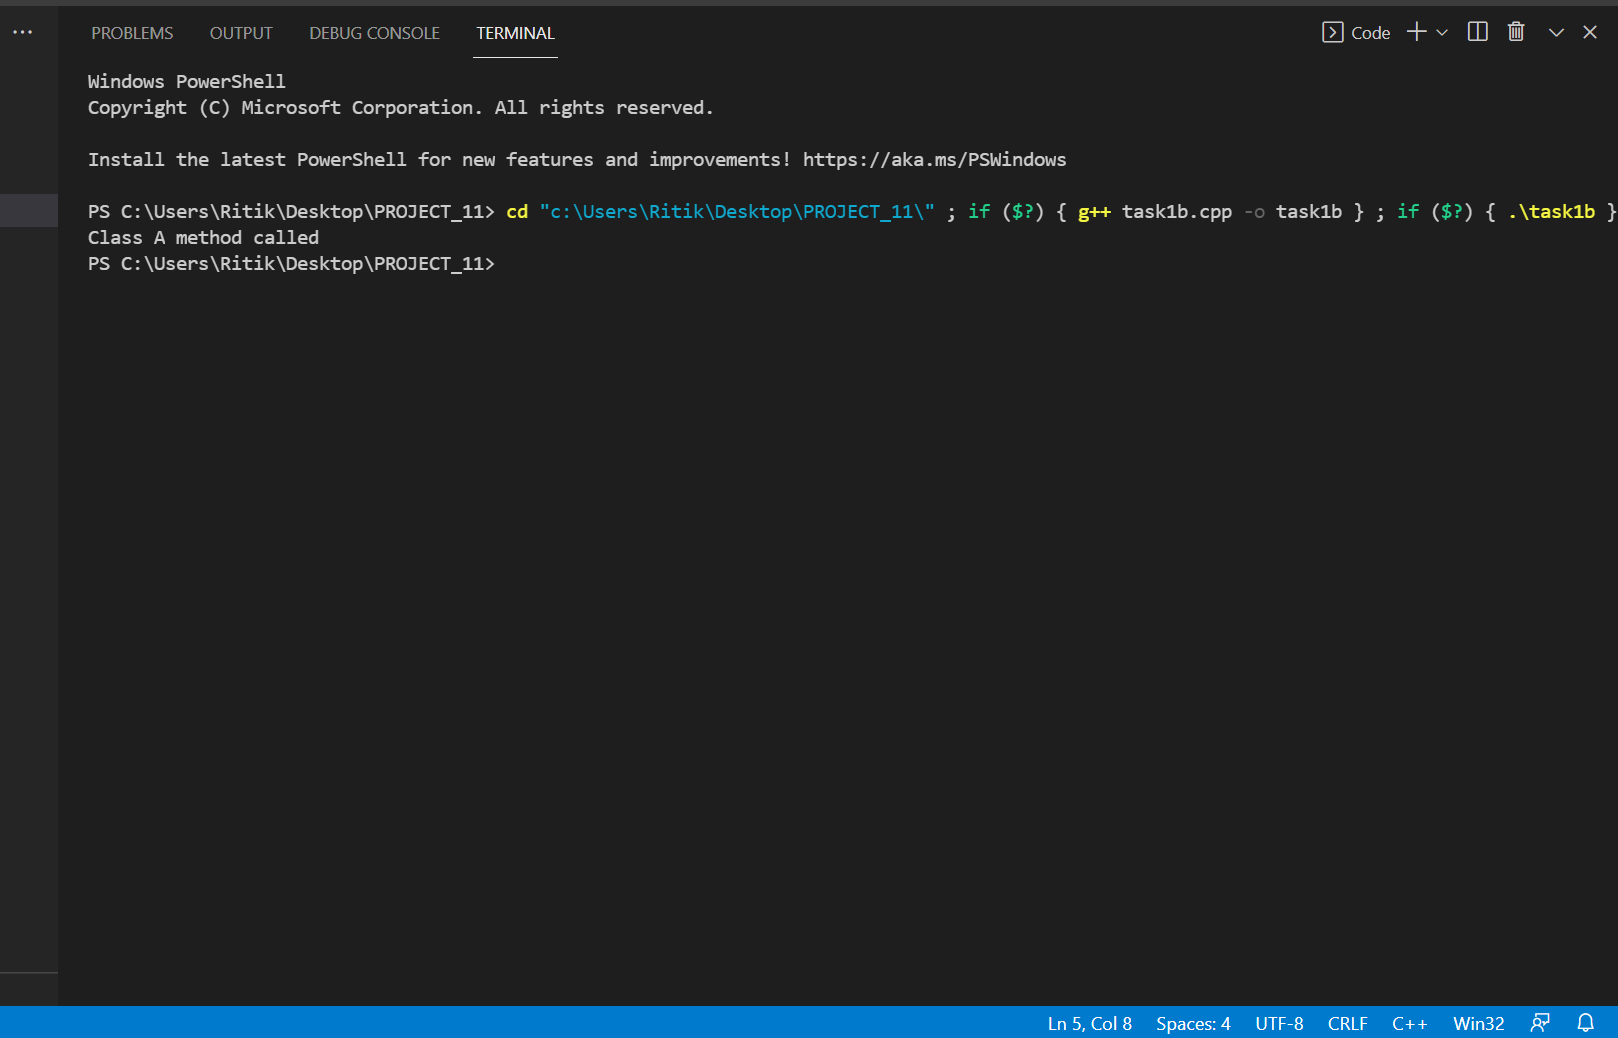 PROBLEMS OUTPUT DEBUG CONSOLE TERMINAL Code
Windows PowerShell
Copyright (C) Microsoft Corporation. All rights reserved.
Install the latest PowerShell for new features and improvements! https://aka.ms/PSWindows
PS C:\Users\Ritik\Desktop\PROJECT_11> cd "c:\Users\Ritik\Desktop\PROJECT_11\" ; if ($?) { g++ task1b.cpp -o task1b } ; if ($?) { .\task1b }
Class A method called
PS C:\Users\Ritik\Desktop\PROJECT_11>
Ln 5, Col 8 Spaces: 4 UTF-8 CRLF C++ Win32